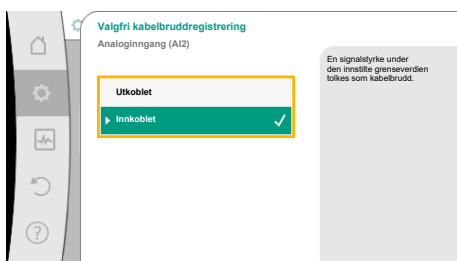 Valgfri kabelbruddregistrering
Analoginngang (AI2)
Utkoblet
Innkoblet
En signalstyrke under
den innstilte grenseverdien
tolkes som kabelbrudd.
?